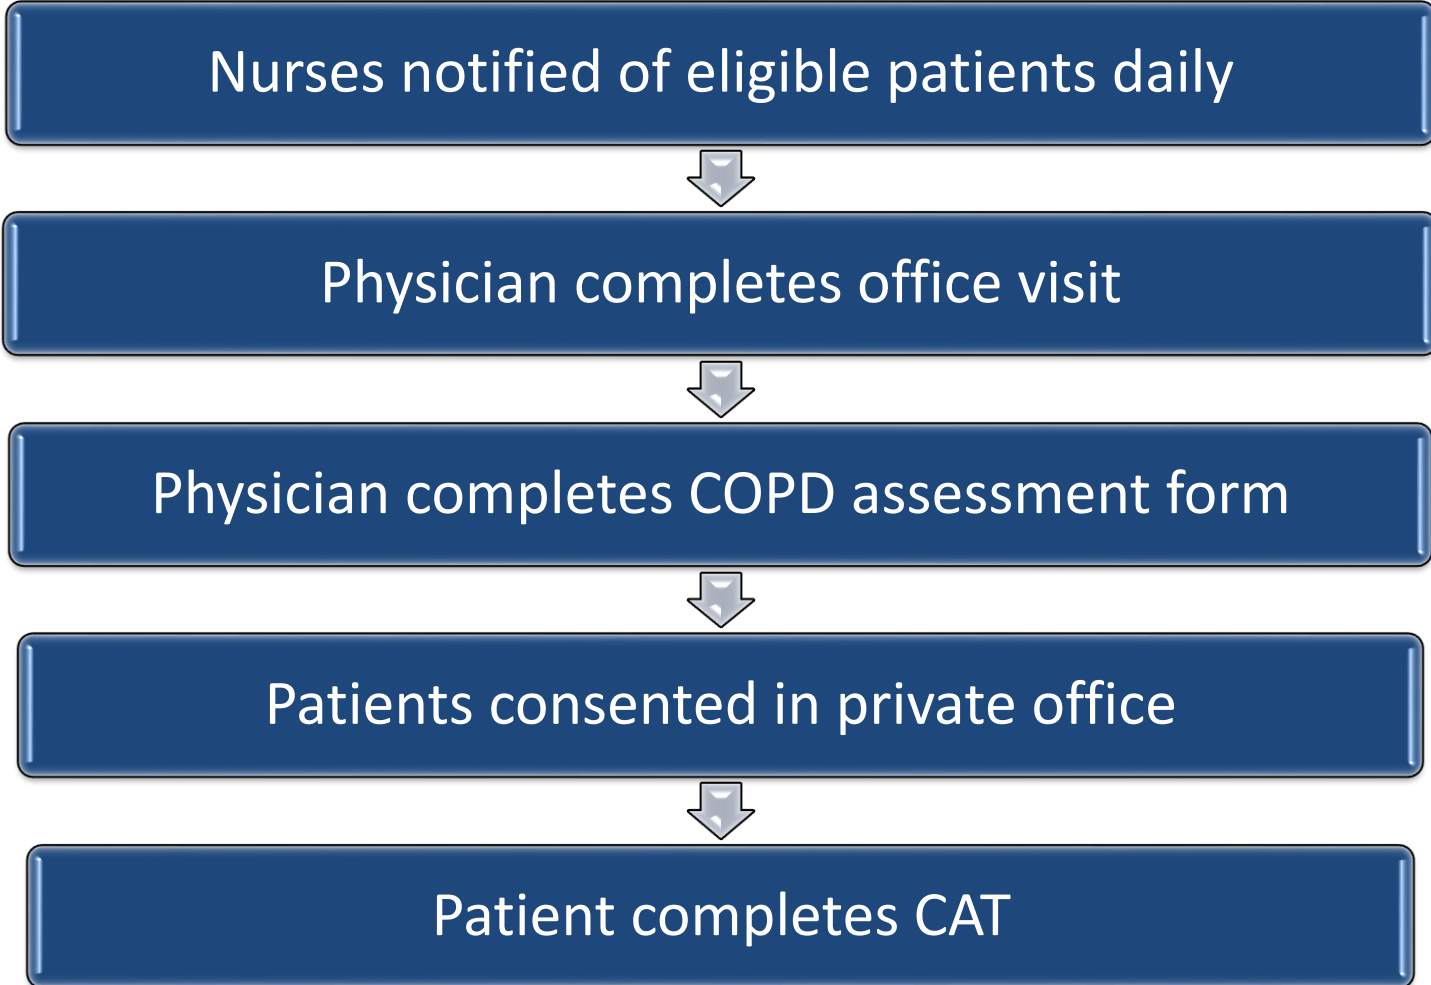 Nurses notified of eligible patients daily
Physician completes office visit
Physician completes COPD assessment form
Patients consented in private office
Patient completes CAT